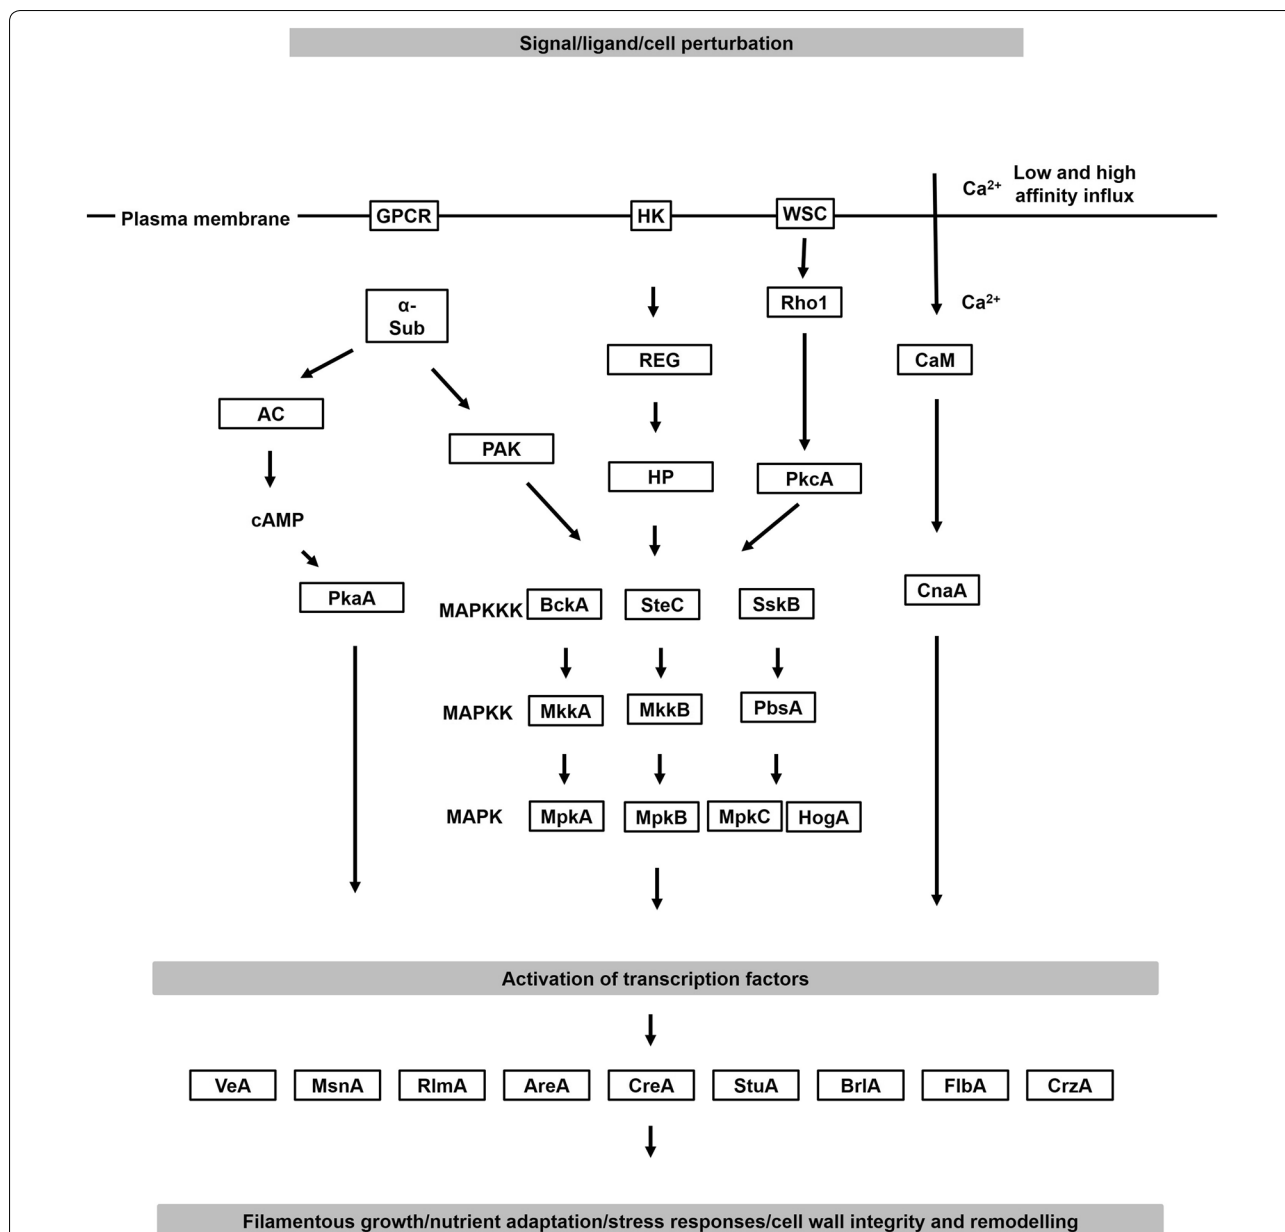 Signal/ligand/cell perturbation
Low and high
Ca²⁺
affinity influx
Plasma membrane
GPCR
HK
WSC
α-
Sub
Rho1
Ca²⁺
REG
CaM
AC
PAK
HP
PkcA
cAMP
PkaA
MAPKKK
BckA
SteC
SskB
CnaA
MAPKK
MkkA
MkkB
PbsA
MAPK
MpkA
MpkB
MpkC
HogA
Activation of transcription factors
VeA
MsnA
RlmA
AreA
CreA
StuA
BrlA
FlbA
CrzA
Filamentous growth/nutrient adaptation/stress responses/cell wall integrity and remodelling